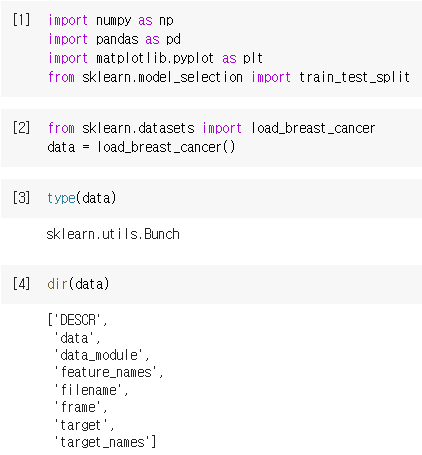 [1] import numpy as np
import pandas as pd
import matplotlib.pyplot as plt
from sklearn.model_selection import train_test_split
[2] from sklearn.datasets import load_breast_cancer
data = load_breast_cancer()
[3] type(data)
sklearn.utils.Bunch
[4] dir(data)
['DESCR',
'data',
'data_module',
'feature_names',
'filename',
'frame',
'target',
'target_names']